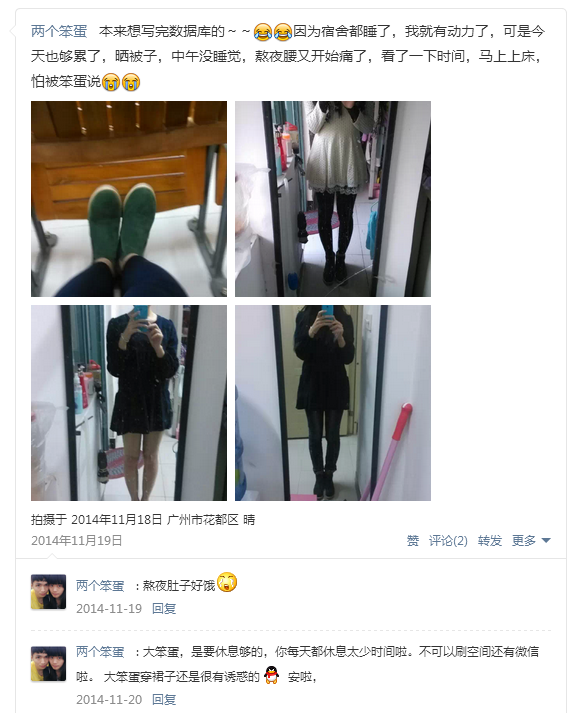 两个笨蛋 本来想写完数据库的~~因为宿舍都睡了，我就有动力了，可是今
天也够累了，晒被子，中午没睡觉，熬夜腰又开始痛了，看了一下时间，马上上床，
怕被笨蛋说
拍摄于 2014年11月18日 广州市花都区 晴
2014年11月19日 赞 评论(2) 转发 更多
两个笨蛋 : 熬夜肚子好饿
2014-11-19 回复
两个笨蛋 : 大笨蛋，是要休息够的，你每天都休息太少时间啦。不可以刷空间还有微信
啦。 大笨蛋穿裙子还是很有诱惑的 安啦，
2014-11-20 回复